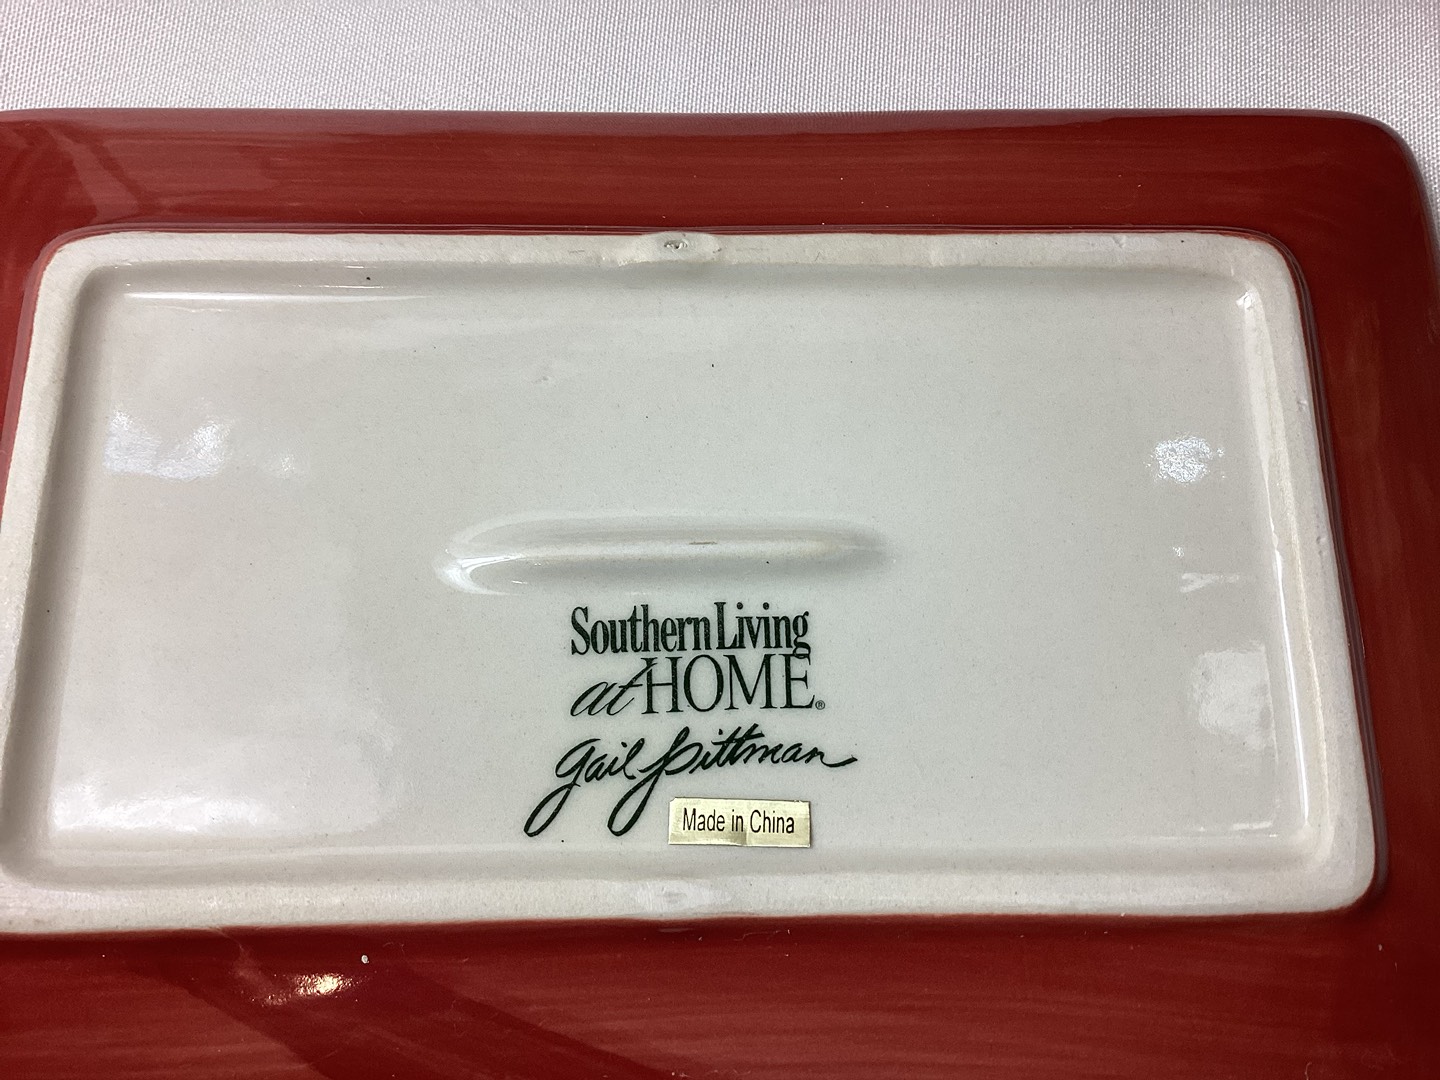 Southern Living
at HOME®
Gail Pittman
Made in China